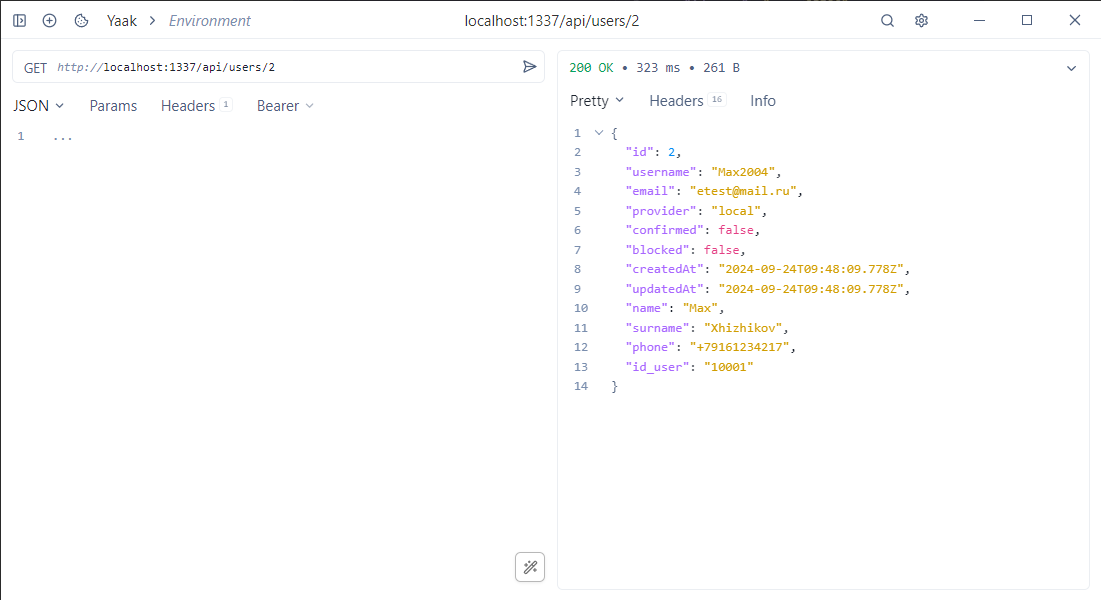 Yaak > Environment localhost:1337/api/users/2
GET http://localhost:1337/api/users/2
JSON Params Headers 1 Bearer
1 ...
200 OK • 323 ms • 261 B
Pretty Headers 16 Info
1 {
2 "id": 2,
3 "username": "Max2004",
4 "email": "etest@mail.ru",
5 "provider": "local",
6 "confirmed": false,
7 "blocked": false,
8 "createdAt": "2024-09-24T09:48:09.778Z",
9 "updatedAt": "2024-09-24T09:48:09.778Z",
10 "name": "Max",
11 "surname": "Xhizhikov",
12 "phone": "+79161234217",
13 "id_user": "10001"
14 }